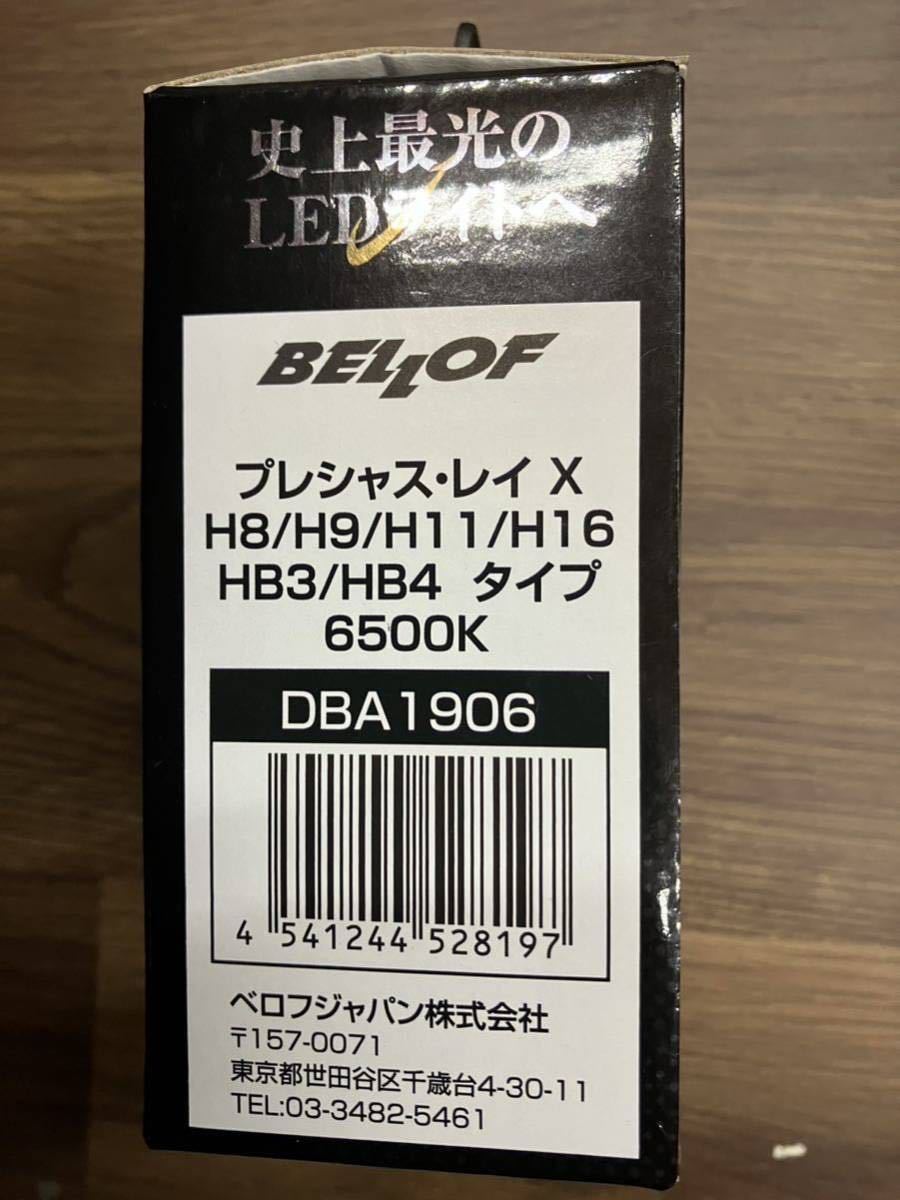 史上最光の
LEDライトへ
BELLOF
プレシャス・レイ X
H8/H9/H11/H16
HB3/HB4 タイプ
6500K
DBA1906
4 541244 528197
ベロフジャパン株式会社
〒157-0071
東京都世田谷区千歳台4-30-11
TEL:03-3482-5461